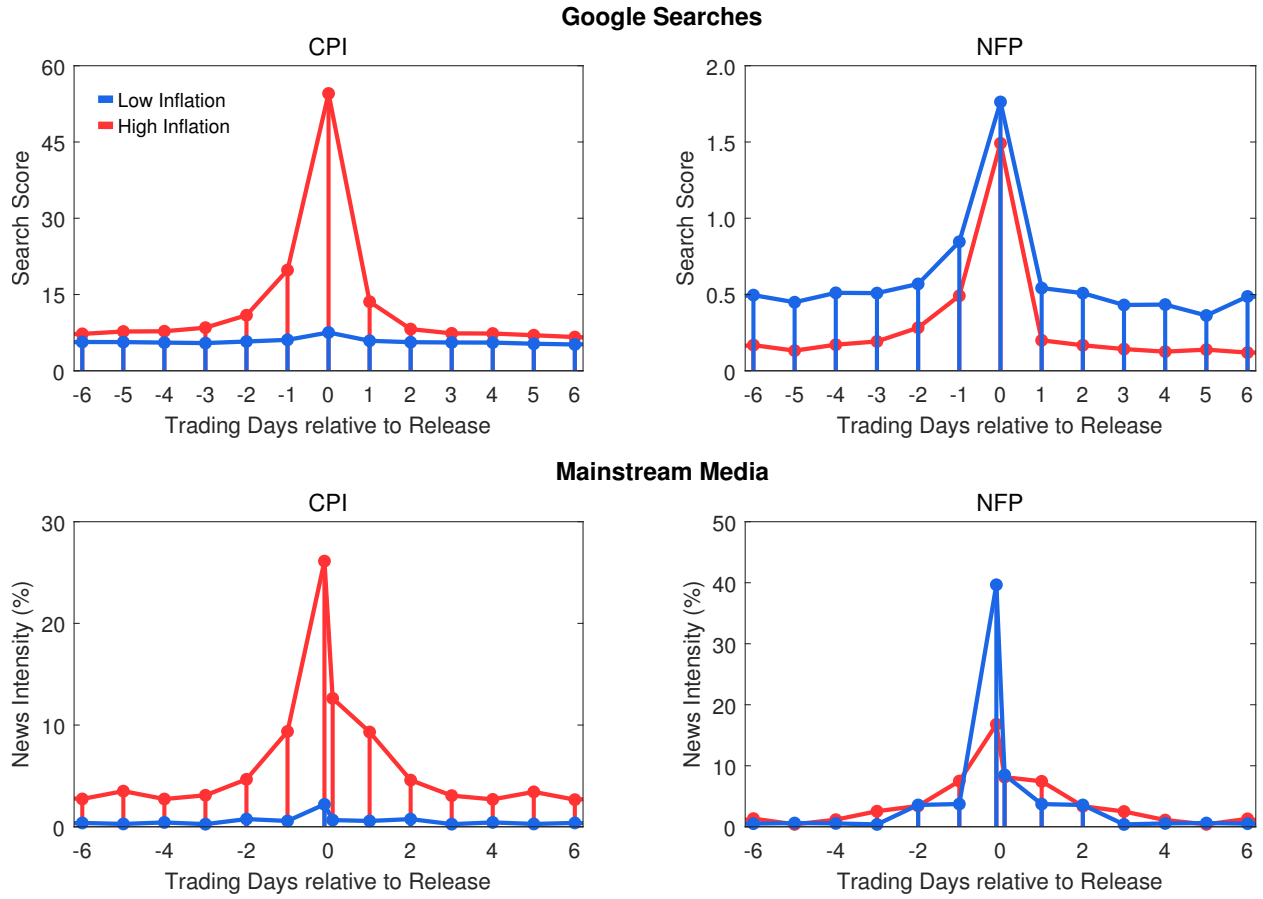 Google Searches
CPI
NFP
60
45
30
15
0
Search Score
Low Inflation
High Inflation
-6 -5 -4 -3 -2 -1 0 1 2 3 4 5 6
Trading Days relative to Release
2.0
1.5
1.0
0.5
0
Search Score
-6 -5 -4 -3 -2 -1 0 1 2 3 4 5 6
Trading Days relative to Release
Mainstream Media
CPI
NFP
30
20
10
0
News Intensity (%)
-6 -4 -2 0 2 4 6
Trading Days relative to Release
50
40
30
20
10
0
News Intensity (%)
-6 -4 -2 0 2 4 6
Trading Days relative to Release